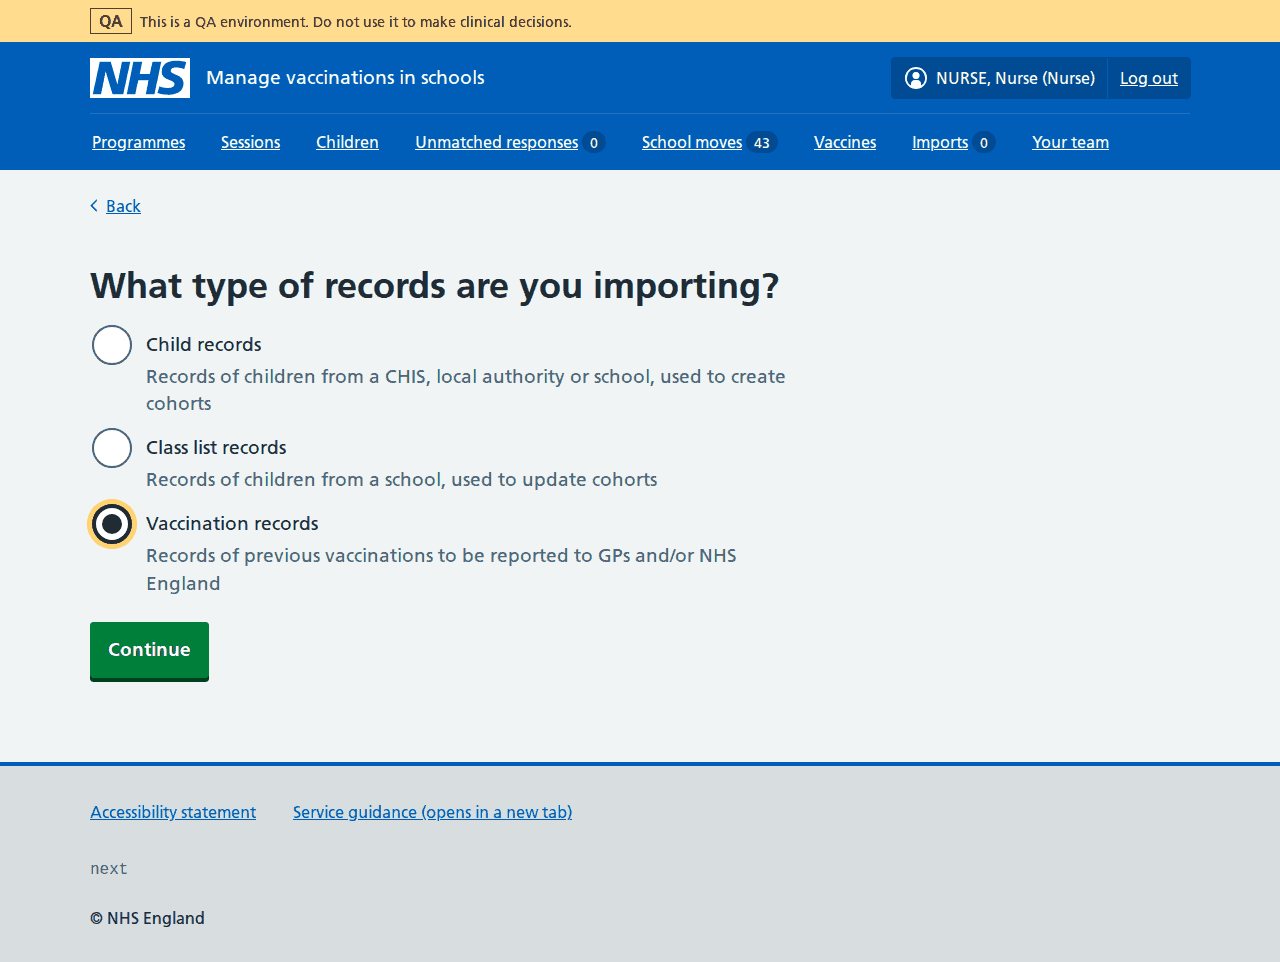 QA This is a QA environment. Do not use it to make clinical decisions.
NHS Manage vaccinations in schools NURSE, Nurse (Nurse) Log out
Programmes Sessions Children Unmatched responses 0 School moves 43 Vaccines Imports 0 Your team
Back
What type of records are you importing?
Child records
Records of children from a CHIS, local authority or school, used to create
cohorts
Class list records
Records of children from a school, used to update cohorts
Vaccination records
Records of previous vaccinations to be reported to GPs and/or NHS
England
Continue
Accessibility statement Service guidance (opens in a new tab)
next
© NHS England